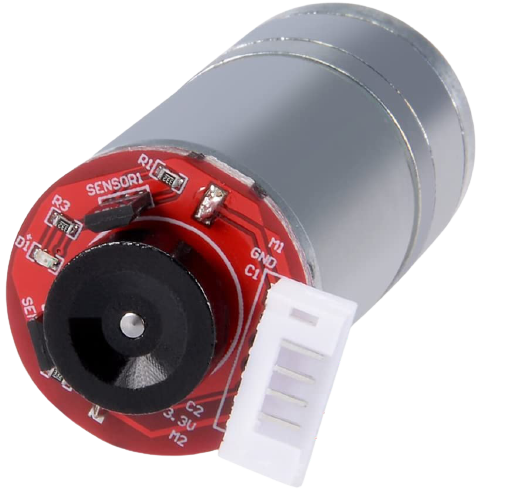 R1
SENSOR1
R3
D1
M1
GND
C1
C2
3.3V
M2